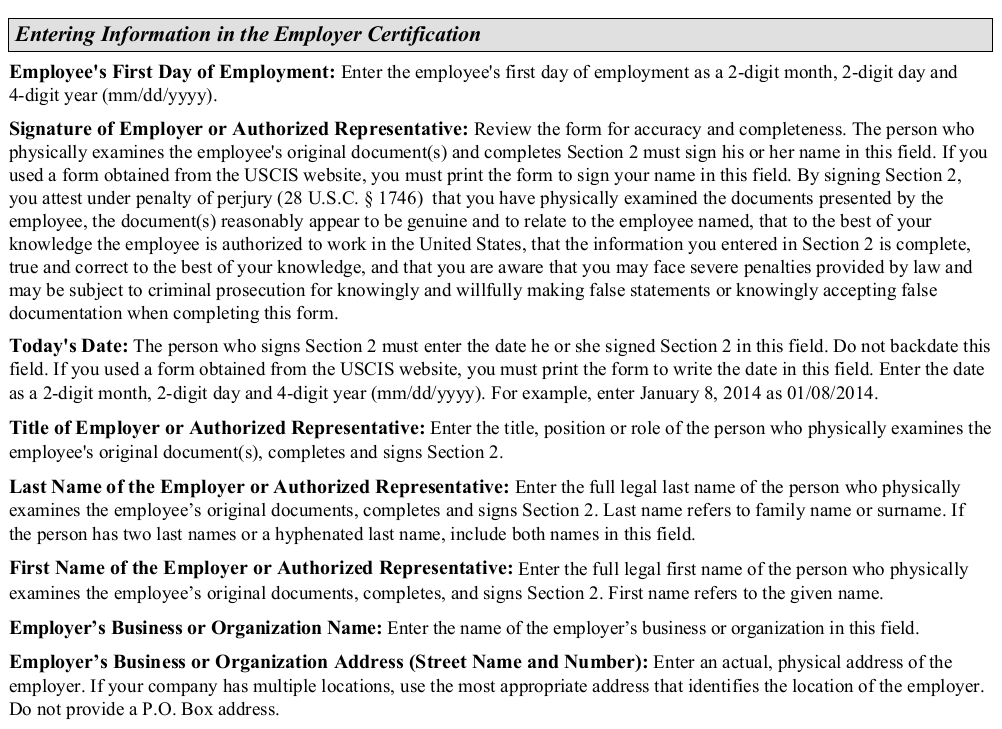 Entering Information in the Employer Certification
Employee's First Day of Employment: Enter the employee's first day of employment as a 2-digit month, 2-digit day and
4-digit year (mm/dd/yyyy).
Signature of Employer or Authorized Representative: Review the form for accuracy and completeness. The person who
physically examines the employee's original document(s) and completes Section 2 must sign his or her name in this field. If you
used a form obtained from the USCIS website, you must print the form to sign your name in this field. By signing Section 2,
you attest under penalty of perjury (28 U.S.C. § 1746) that you have physically examined the documents presented by the
employee, the document(s) reasonably appear to be genuine and to relate to the employee named, that to the best of your
knowledge the employee is authorized to work in the United States, that the information you entered in Section 2 is complete,
true and correct to the best of your knowledge, and that you are aware that you may face severe penalties provided by law and
may be subject to criminal prosecution for knowingly and willfully making false statements or knowingly accepting false
documentation when completing this form.
Today's Date: The person who signs Section 2 must enter the date he or she signed Section 2 in this field. Do not backdate this
field. If you used a form obtained from the USCIS website, you must print the form to write the date in this field. Enter the date
as a 2-digit month, 2-digit day and 4-digit year (mm/dd/yyyy). For example, enter January 8, 2014 as 01/08/2014.
Title of Employer or Authorized Representative: Enter the title, position or role of the person who physically examines the
employee's original document(s), completes and signs Section 2.
Last Name of the Employer or Authorized Representative: Enter the full legal last name of the person who physically
examines the employee’s original documents, completes and signs Section 2. Last name refers to family name or surname. If
the person has two last names or a hyphenated last name, include both names in this field.
First Name of the Employer or Authorized Representative: Enter the full legal first name of the person who physically
examines the employee’s original documents, completes, and signs Section 2. First name refers to the given name.
Employer’s Business or Organization Name: Enter the name of the employer’s business or organization in this field.
Employer’s Business or Organization Address (Street Name and Number): Enter an actual, physical address of the
employer. If your company has multiple locations, use the most appropriate address that identifies the location of the employer.
Do not provide a P.O. Box address.